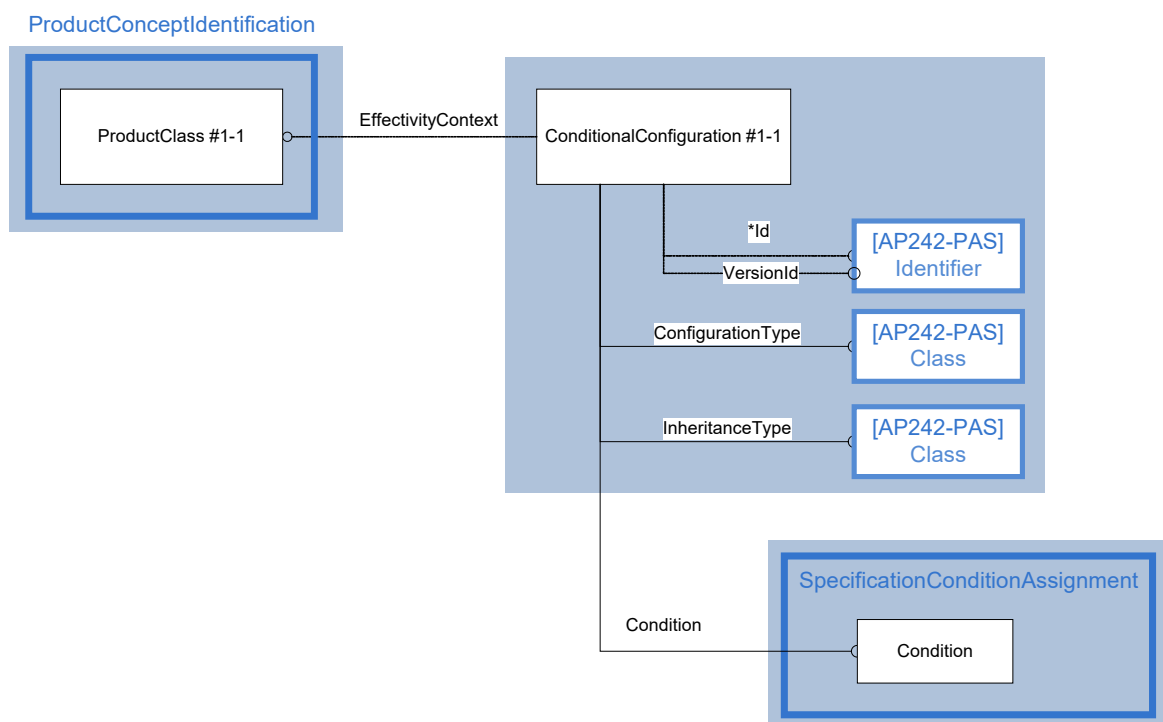 ProductConceptIdentification
ProductClass #1-1
EffectivityContext
ConditionalConfiguration #1-1
*Id
[AP242-PAS]
Identifier
VersionId
ConfigurationType
[AP242-PAS]
Class
InheritanceType
[AP242-PAS]
Class
SpecificationConditionAssignment
Condition
Condition